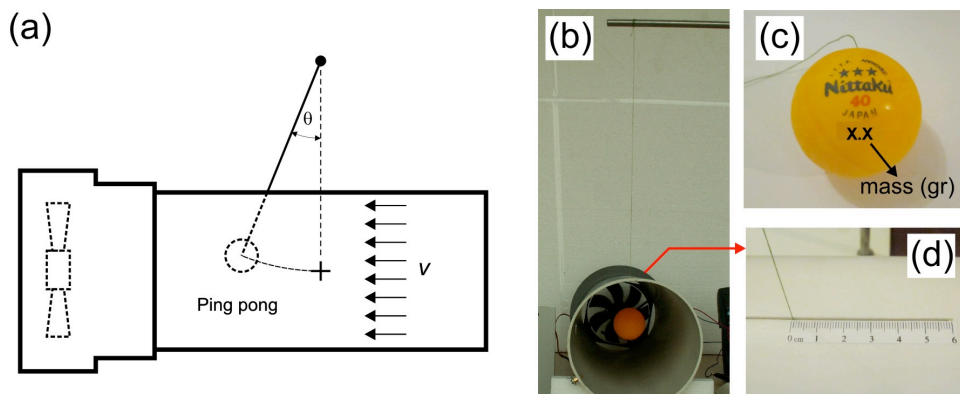 (a)
θ
v
Ping pong
(b)
(c)
★★★
Nittaku
40
JAPAN
X.X
mass (gr)
(d)
0 cm 1 2 3 4 5 6